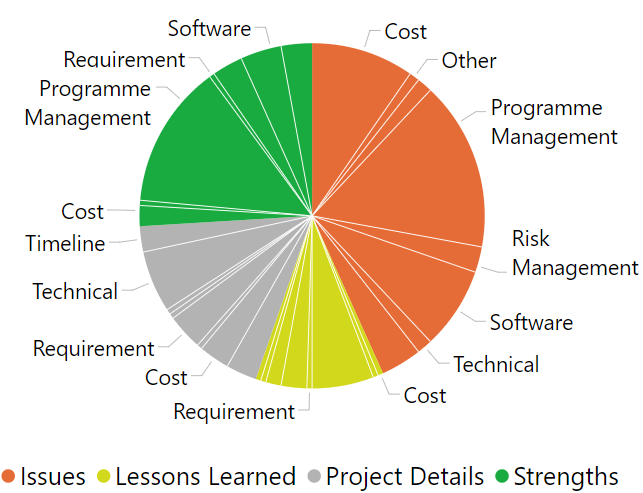 Software
Cost
Requirement
Other
Programme
Management
Programme
Management
Cost
Risk
Management
Timeline
Technical
Software
Requirement
Technical
Cost
Cost
Requirement
Issues Lessons Learned Project Details Strengths